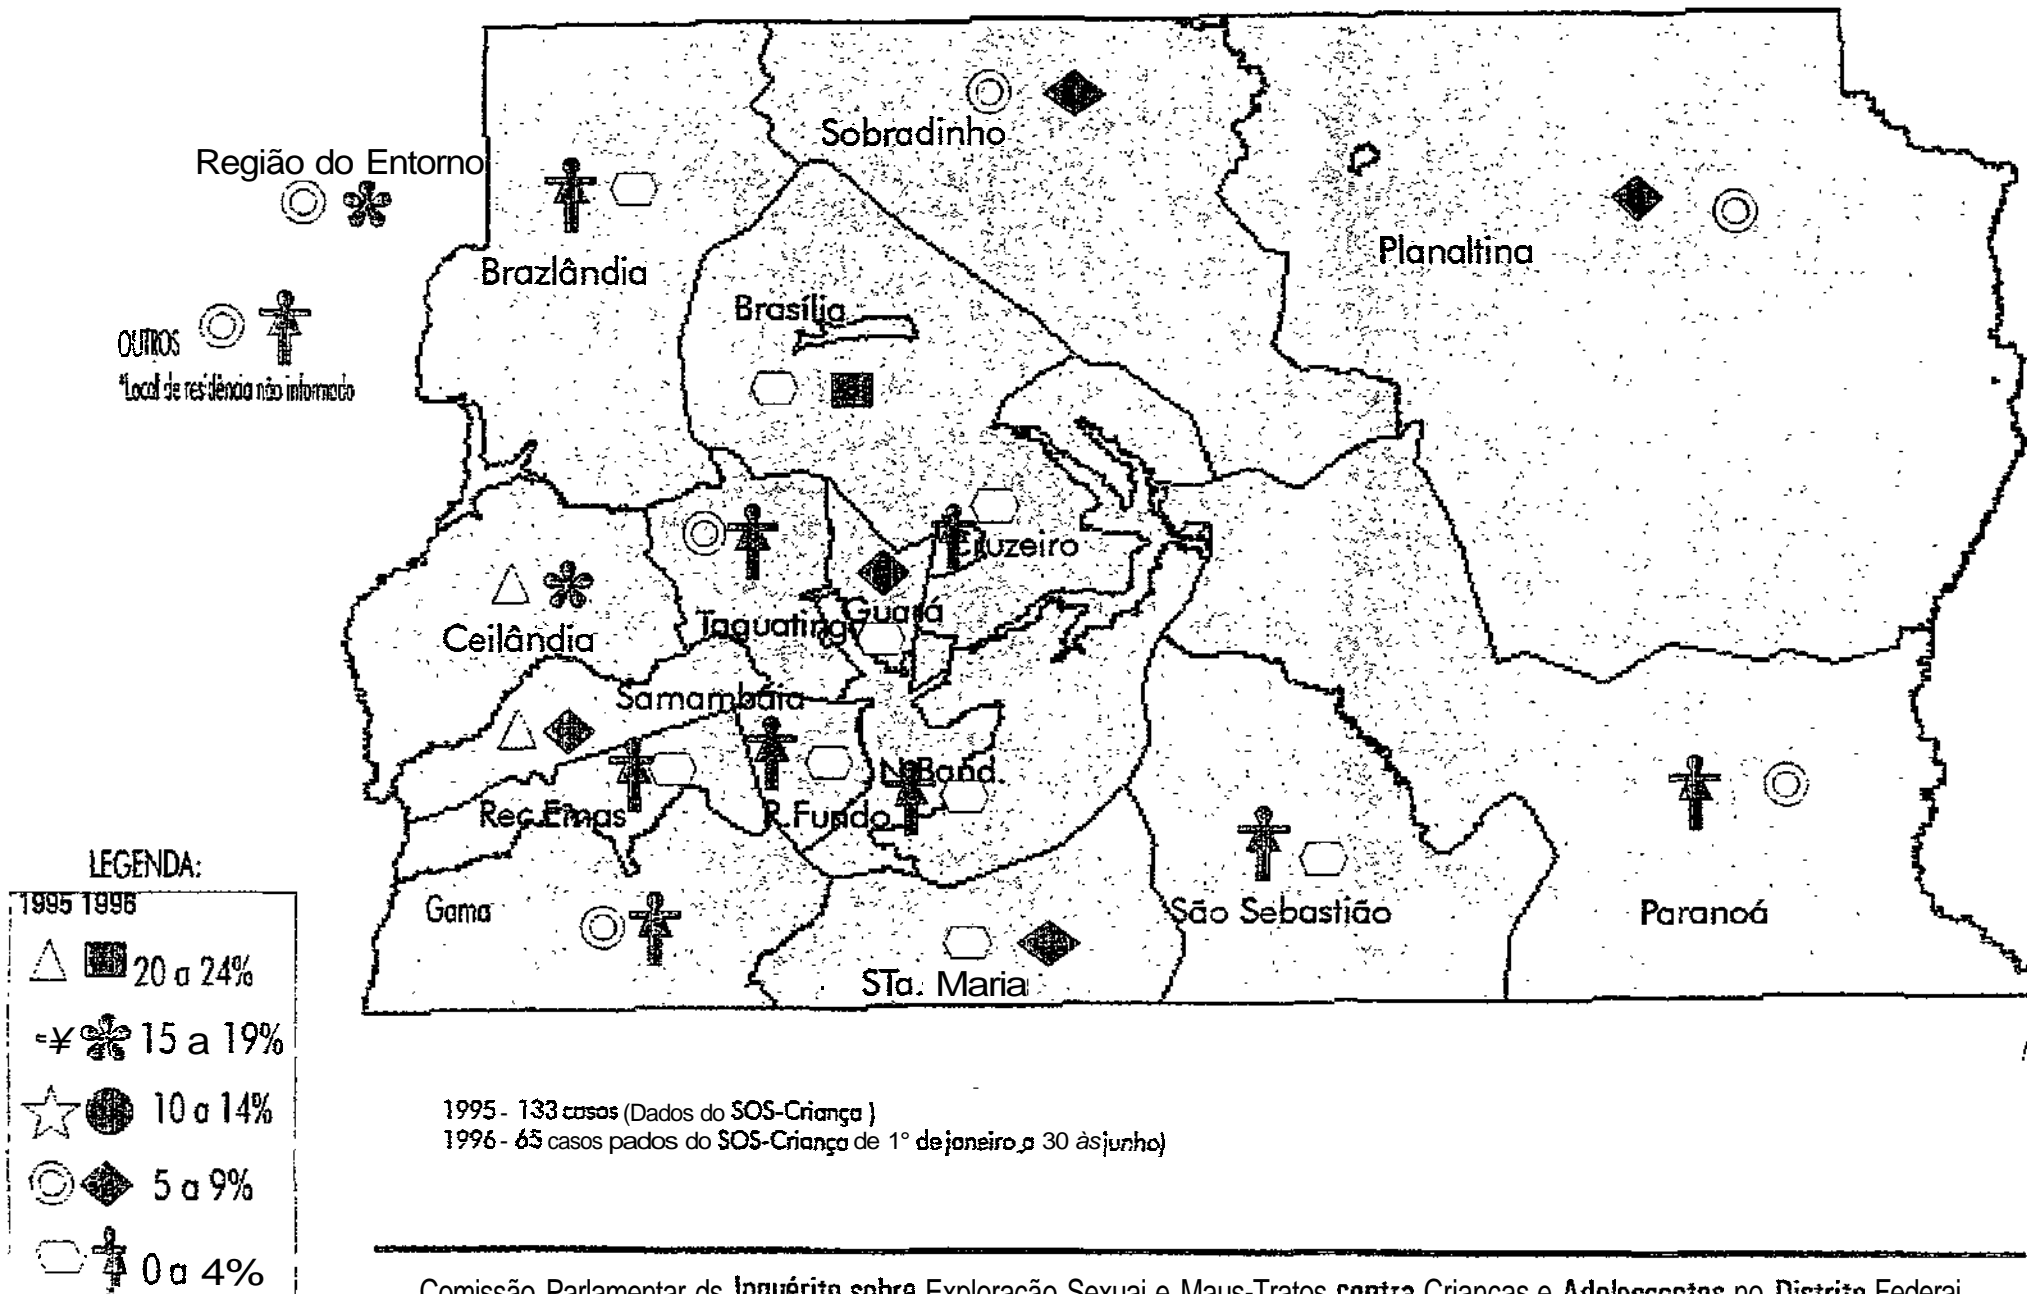 Sobradinho
Região do Entorno
Planaltina
Brazlândia
Brasília
OUTROS
*Local de residência não informado
Cruzeiro
Guará
Taguatinga
Ceilândia
Samambaia
N. Band.
Rec. Emas
R. Fundo
LEGENDA:
1995 1996
Gama
São Sebastião
Paranoá
20 a 24%
STa. Maria
=¥ 15 a 19%
10 a 14%
1995 - 133 casos (Dados do SOS-Criança )
1996 - 65 casos pados do SOS-Criança de 1° de janeiro a 30 às junho)
5 a 9%
0 a 4%
Comissão Parlamentar ds Inquérito sobre Exploração Sexuai e Maus-Tratos contra Crianças e Adolescentes no Distrito Federai